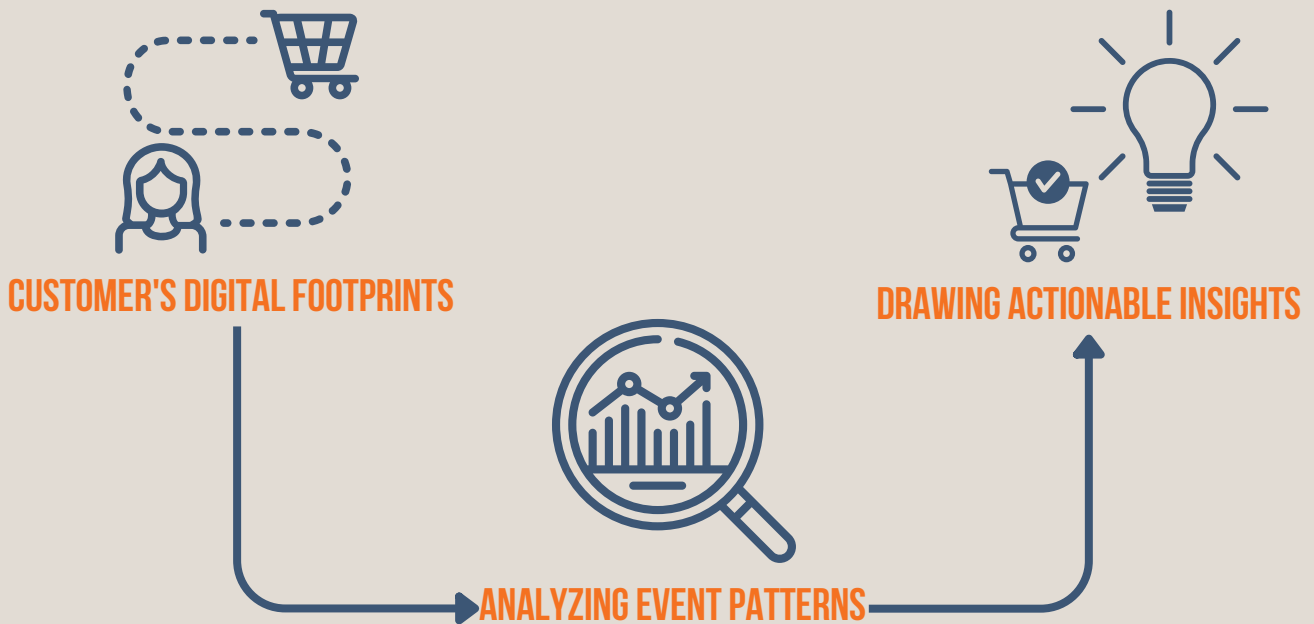 CUSTOMER'S DIGITAL FOOTPRINTS
DRAWING ACTIONABLE INSIGHTS
ANALYZING EVENT PATTERNS